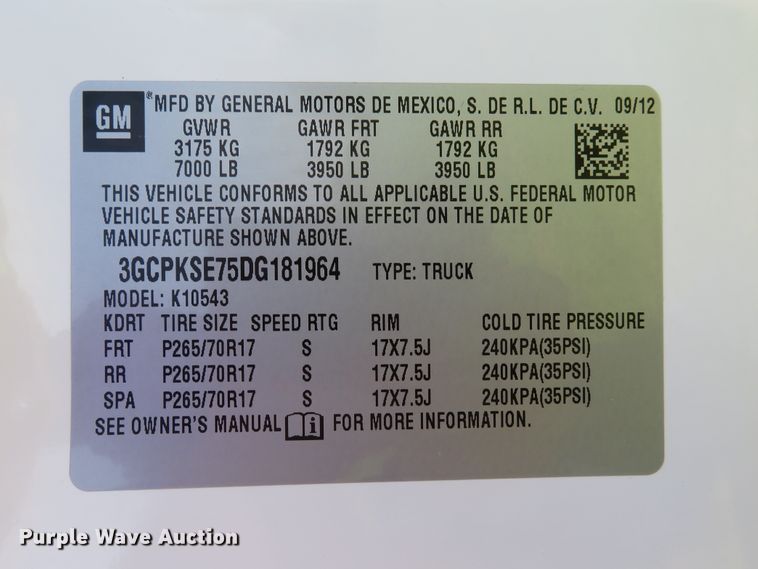 GM ®MFD BY GENERAL MOTORS DE MEXICO, S. DE R.L. DE C.V. 09/12
GVWR GAWR FRT GAWR RR
3175 KG 1792 KG 1792 KG
7000 LB 3950 LB 3950 LB
THIS VEHICLE CONFORMS TO ALL APPLICABLE U.S. FEDERAL MOTOR
VEHICLE SAFETY STANDARDS IN EFFECT ON THE DATE OF
MANUFACTURE SHOWN ABOVE.
3GCPKSE75DG181964 TYPE: TRUCK
MODEL: K10543
KDRT TIRE SIZE SPEED RTG RIM COLD TIRE PRESSURE
FRT P265/70R17 S 17X7.5J 240KPA(35PSI)
RR P265/70R17 S 17X7.5J 240KPA(35PSI)
SPA P265/70R17 S 17X7.5J 240KPA(35PSI)
SEE OWNER'S MANUAL i FOR MORE INFORMATION.
Purple Wave Auction